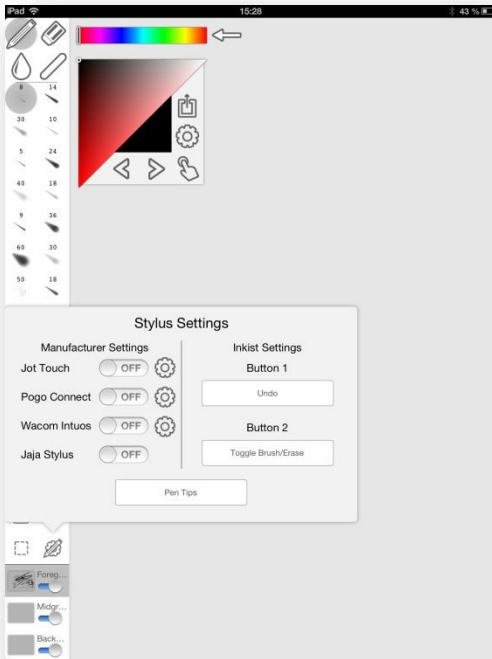 iPad 15:28 43 %
8 14
30 10
5 24
40 18
9 36
60 30
50 18
Stylus Settings
Manufacturer Settings
Jot Touch OFF
Pogo Connect OFF
Wacom Intuos OFF
Jaja Stylus OFF
Inkist Settings
Button 1
Undo
Button 2
Toggle Brush/Erase
Pen Tips
Foreg...
Midgr...
Back...